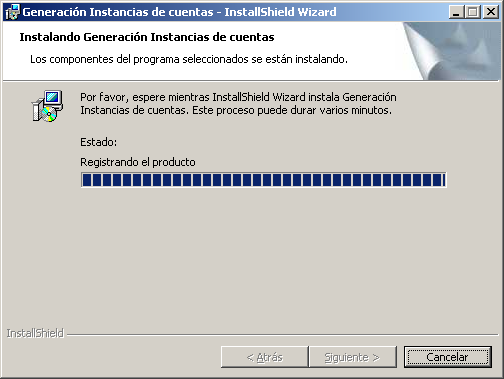 Generación Instancias de cuentas - InstallShield Wizard
Instalando Generación Instancias de cuentas
Los componentes del programa seleccionados se están instalando.
Por favor, espere mientras InstallShield Wizard instala Generación
Instancias de cuentas. Este proceso puede durar varios minutos.
Estado:
Registrando el producto
InstallShield
< Atrás
Siguiente >
Cancelar